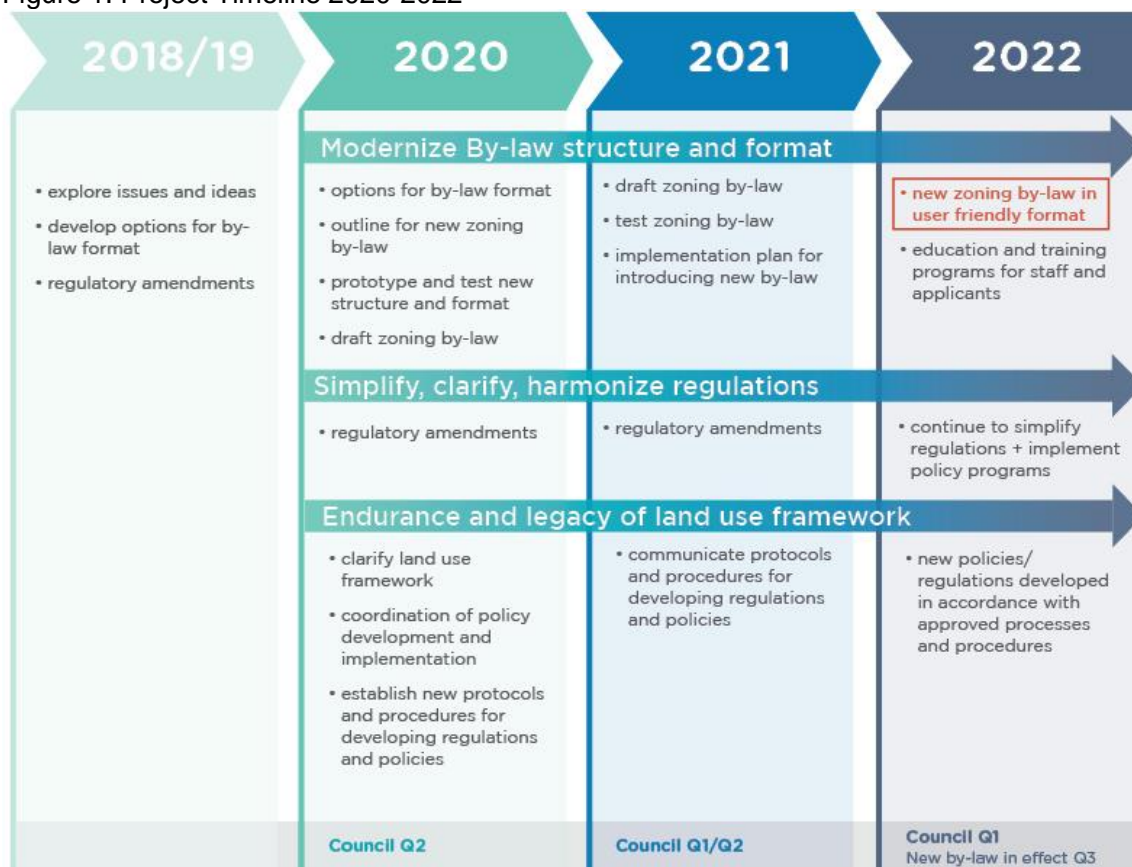 Figure 1: Project Timeline 2020-2022
2018/19
2020
2021
2022
Modernize By-law structure and format
• explore issues and ideas
• develop options for by-
law format
• regulatory amendments
• options for by-law format
• outline for new zoning
by-law
• prototype and test new
structure and format
• draft zoning by-law
• draft zoning by-law
• test zoning by-law
• implementation plan for
introducing new by-law
• new zoning by-law in
user friendly format
• education and training
programs for staff and
applicants
Simplify, clarify, harmonize regulations
• regulatory amendments
• regulatory amendments
• continue to simplify
regulations + implement
policy programs
Endurance and legacy of land use framework
• clarify land use
framework
• coordination of policy
development and
implementation
• establish new protocols
and procedures for
developing regulations
and policies
• communicate protocols
and procedures for
developing regulations
and policies
• new policies/
regulations developed
in accordance with
approved processes
and procedures
Council Q2
Council Q1/Q2
Council Q1
New by-law in effect Q3